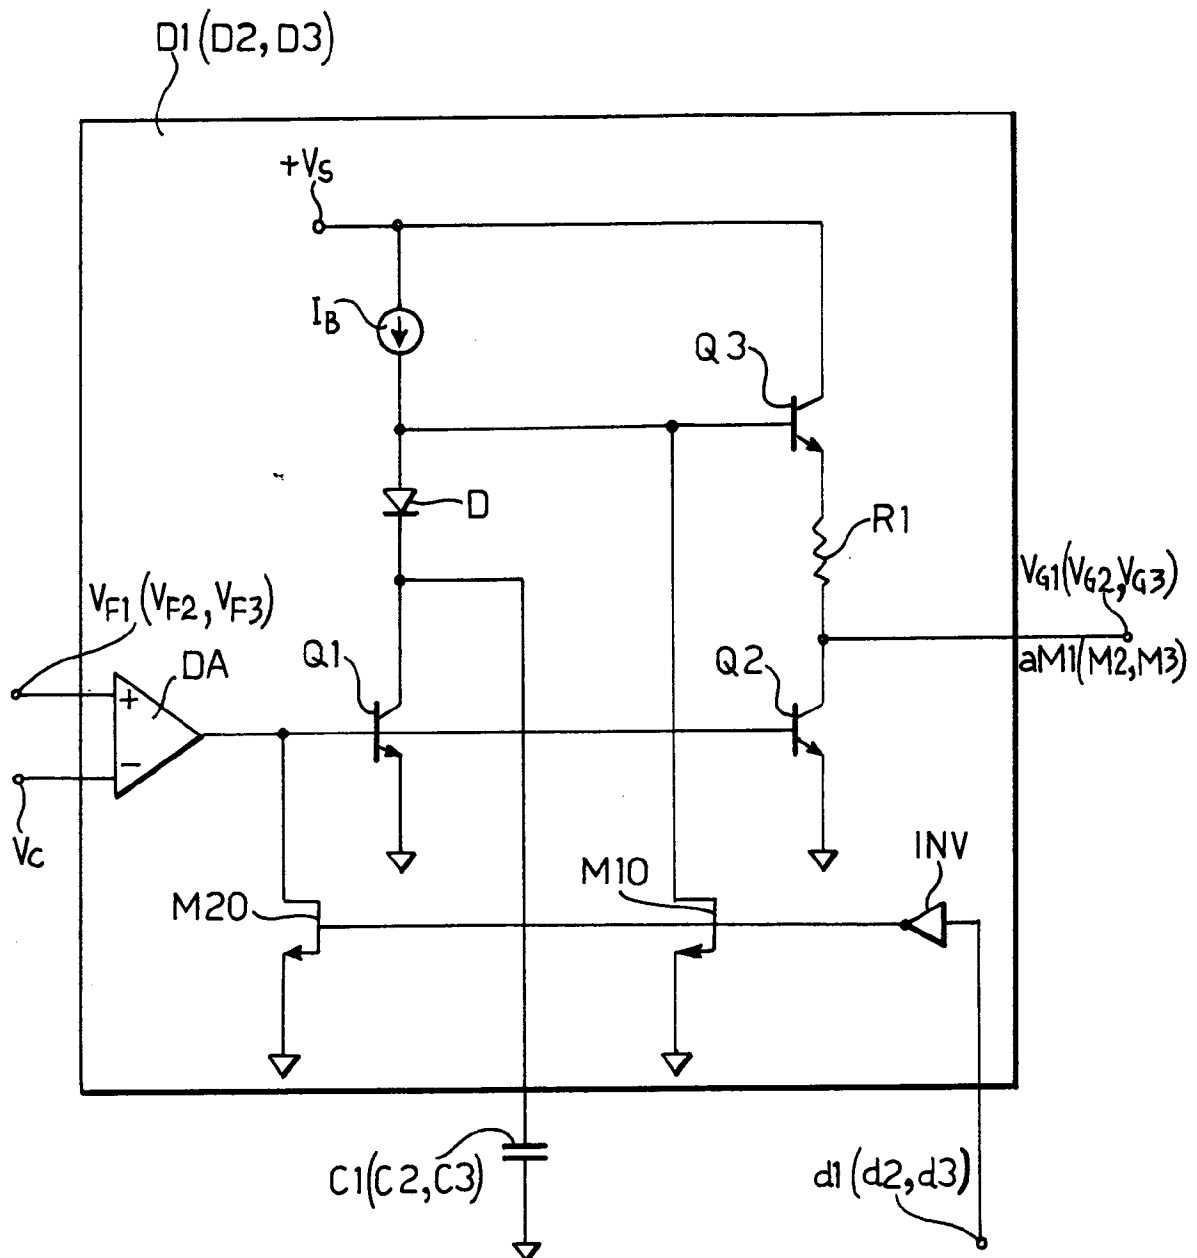 D1(D2, D3)
+VS
IB
Q3
D
R1
VG1(VG2, VG3)
VF1(VF2, VF3)
DA
Q1
Q2
aM1(M2, M3)
+
-
VC
INV
M10
M20
C1(C2, C3)
d1(d2, d3)